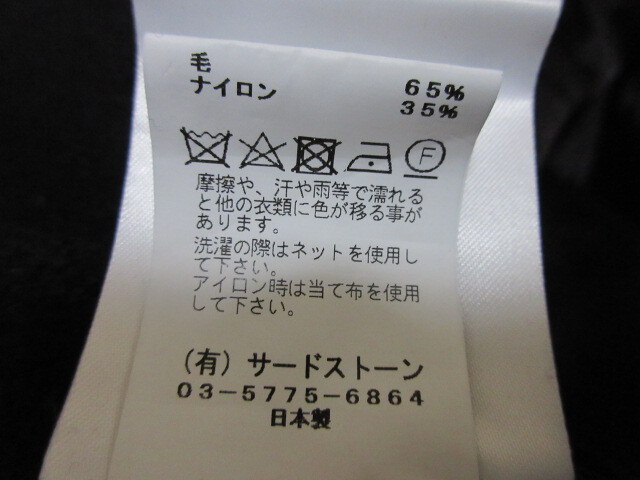 毛
ナイロン
65%
35%
F
摩擦や、汗や雨等で濡れる
と他の衣類に色が移る事が
あります。
洗濯の際はネットを使用し
て下さい。
アイロン時は当て布を使用
して下さい。
(有) サードストーン
03-5775-6864
日本製